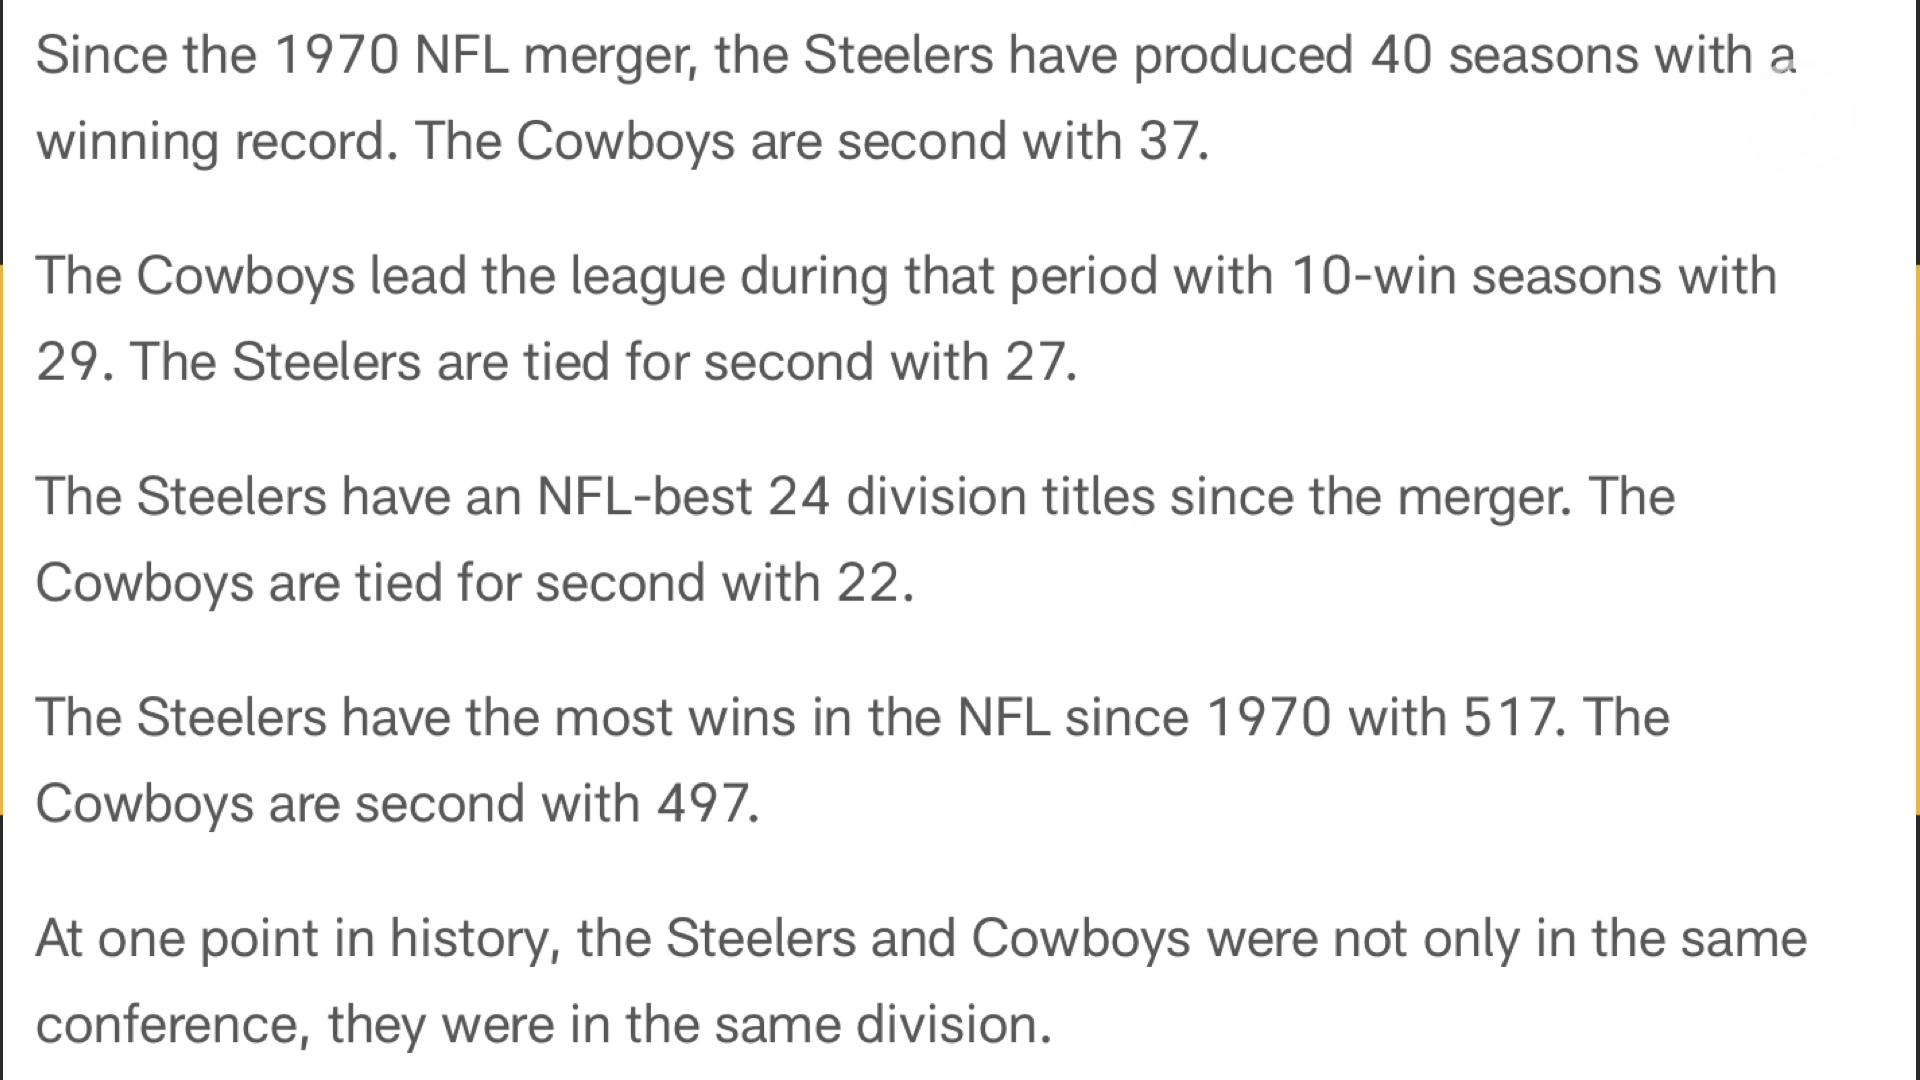 Since the 1970 NFL merger, the Steelers have produced 40 seasons with a
winning record. The Cowboys are second with 37.
The Cowboys lead the league during that period with 10-win seasons with
29. The Steelers are tied for second with 27.
The Steelers have an NFL-best 24 division titles since the merger. The
Cowboys are tied for second with 22.
The Steelers have the most wins in the NFL since 1970 with 517. The
Cowboys are second with 497.
At one point in history, the Steelers and Cowboys were not only in the same
conference, they were in the same division.